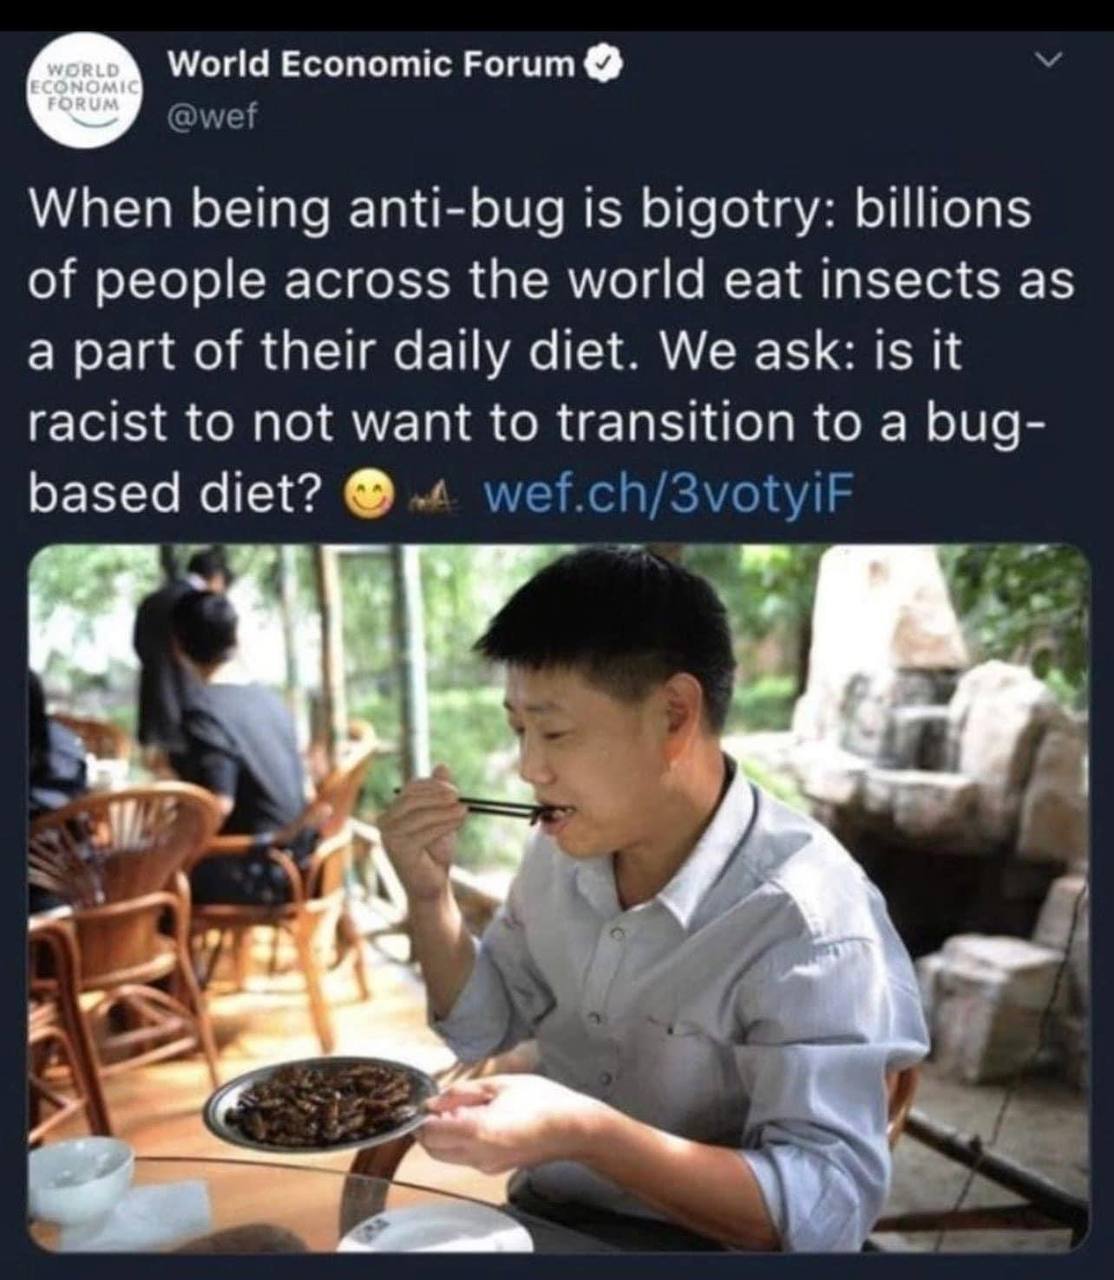 WORLD
ECONOMIC
FORUM
World Economic Forum
@wef
When being anti-bug is bigotry: billions
of people across the world eat insects as
a part of their daily diet. We ask: is it
racist to not want to transition to a bug-
based diet? 😋 🦗 wef.ch/3votyiF